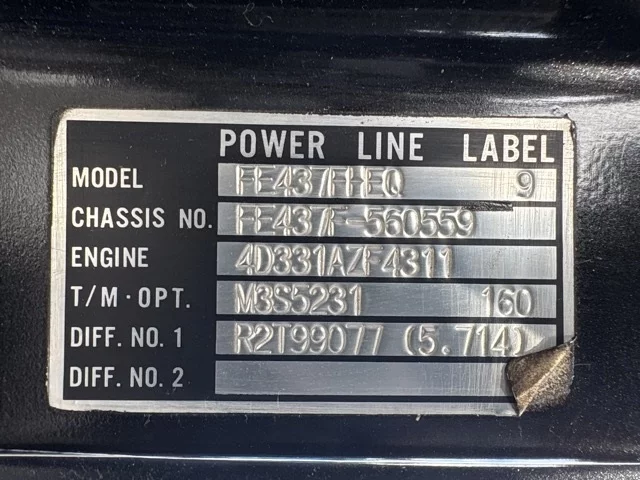 POWER LINE LABEL
MODEL FE437FHEQ 9
CHASSIS NO. FE437F-560559
ENGINE 4D331AZF4311
T/M·OPT. M3S5231 160
DIFF. NO. 1 R2T99077 (5.714)
DIFF. NO. 2